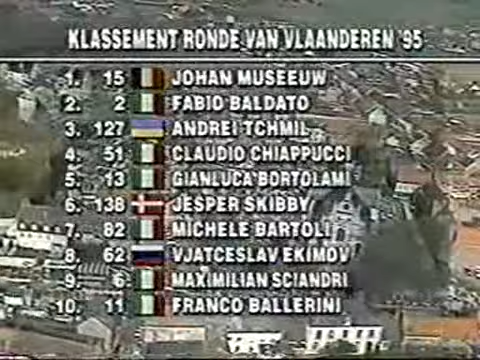 KLASSEMENT RONDE VAN VLAANDEREN '95
1. 15 JOHAN MUSEEUW
2. 2 FABIO BALDATO
3. 127 ANDREI TCHMIL
4. 51 CLAUDIO CHIAPPUCCI
5. 13 GIANLUCA BORTOLAMI
6. 138 JESPER SKIBBY
7. 82 MICHELE BARTOLI
8. 62 VJATCESLAV EKIMOV
9. 6 MAXIMILIAN SCIANDRI
10. 11 FRANCO BALLERINI